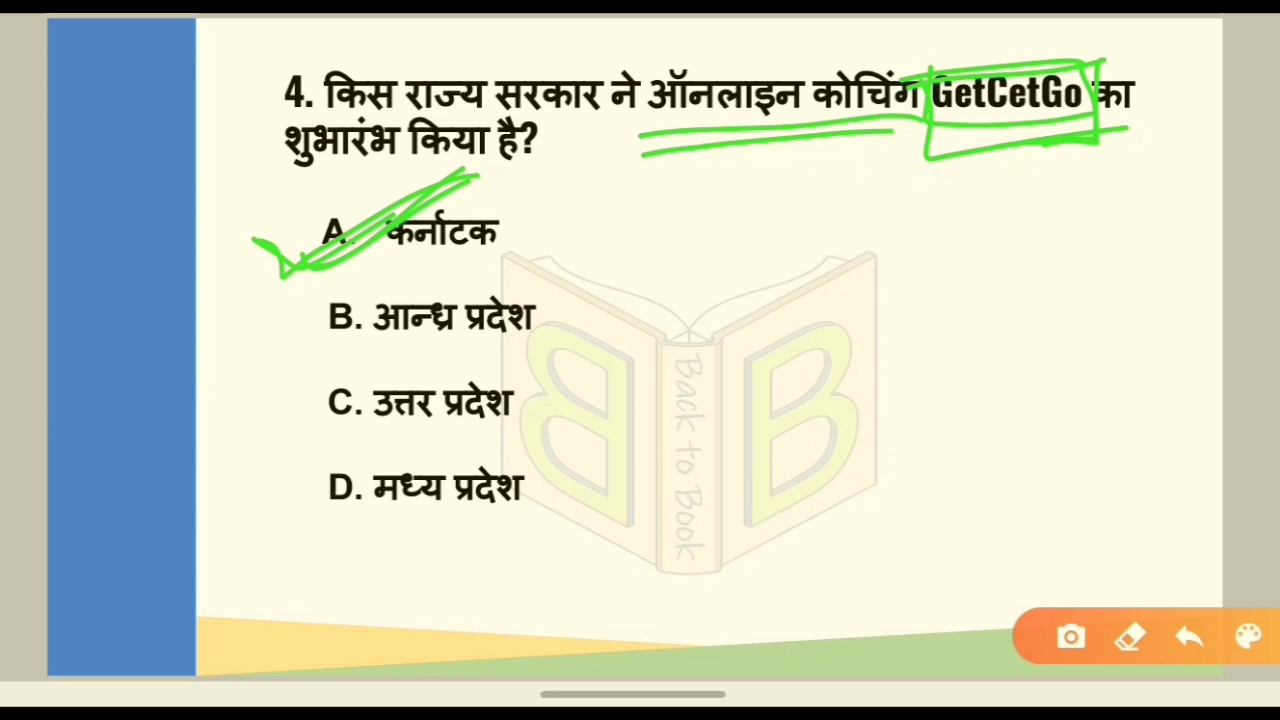 4. किस राज्य सरकार ने ऑनलाइन कोचिंग GetCetGo का
शुभारंभ किया है?
A. कर्नाटक
B. आन्ध्र प्रदेश
C. उत्तर प्रदेश
D. मध्य प्रदेश
B B
Back to Book